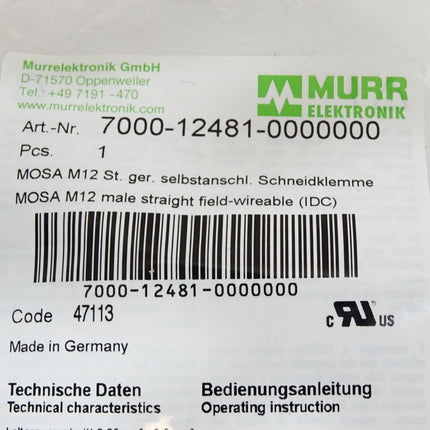 Murrelektronik GmbH
D-71570 Oppenweiler
Tel.: +49 7191 - 470
www.murrelektronik.com
MURR
ELEKTRONIK
Art.-Nr. 7000-12481-0000000
Pcs. 1
MOSA M12 St. ger. selbstanschl. Schneidklemme
MOSA M12 male straight field-wireable (IDC)
7000-12481-0000000
Code 47113
c RU US
Made in Germany
Technische Daten
Technical characteristics
Bedienungsanleitung
Operating instruction